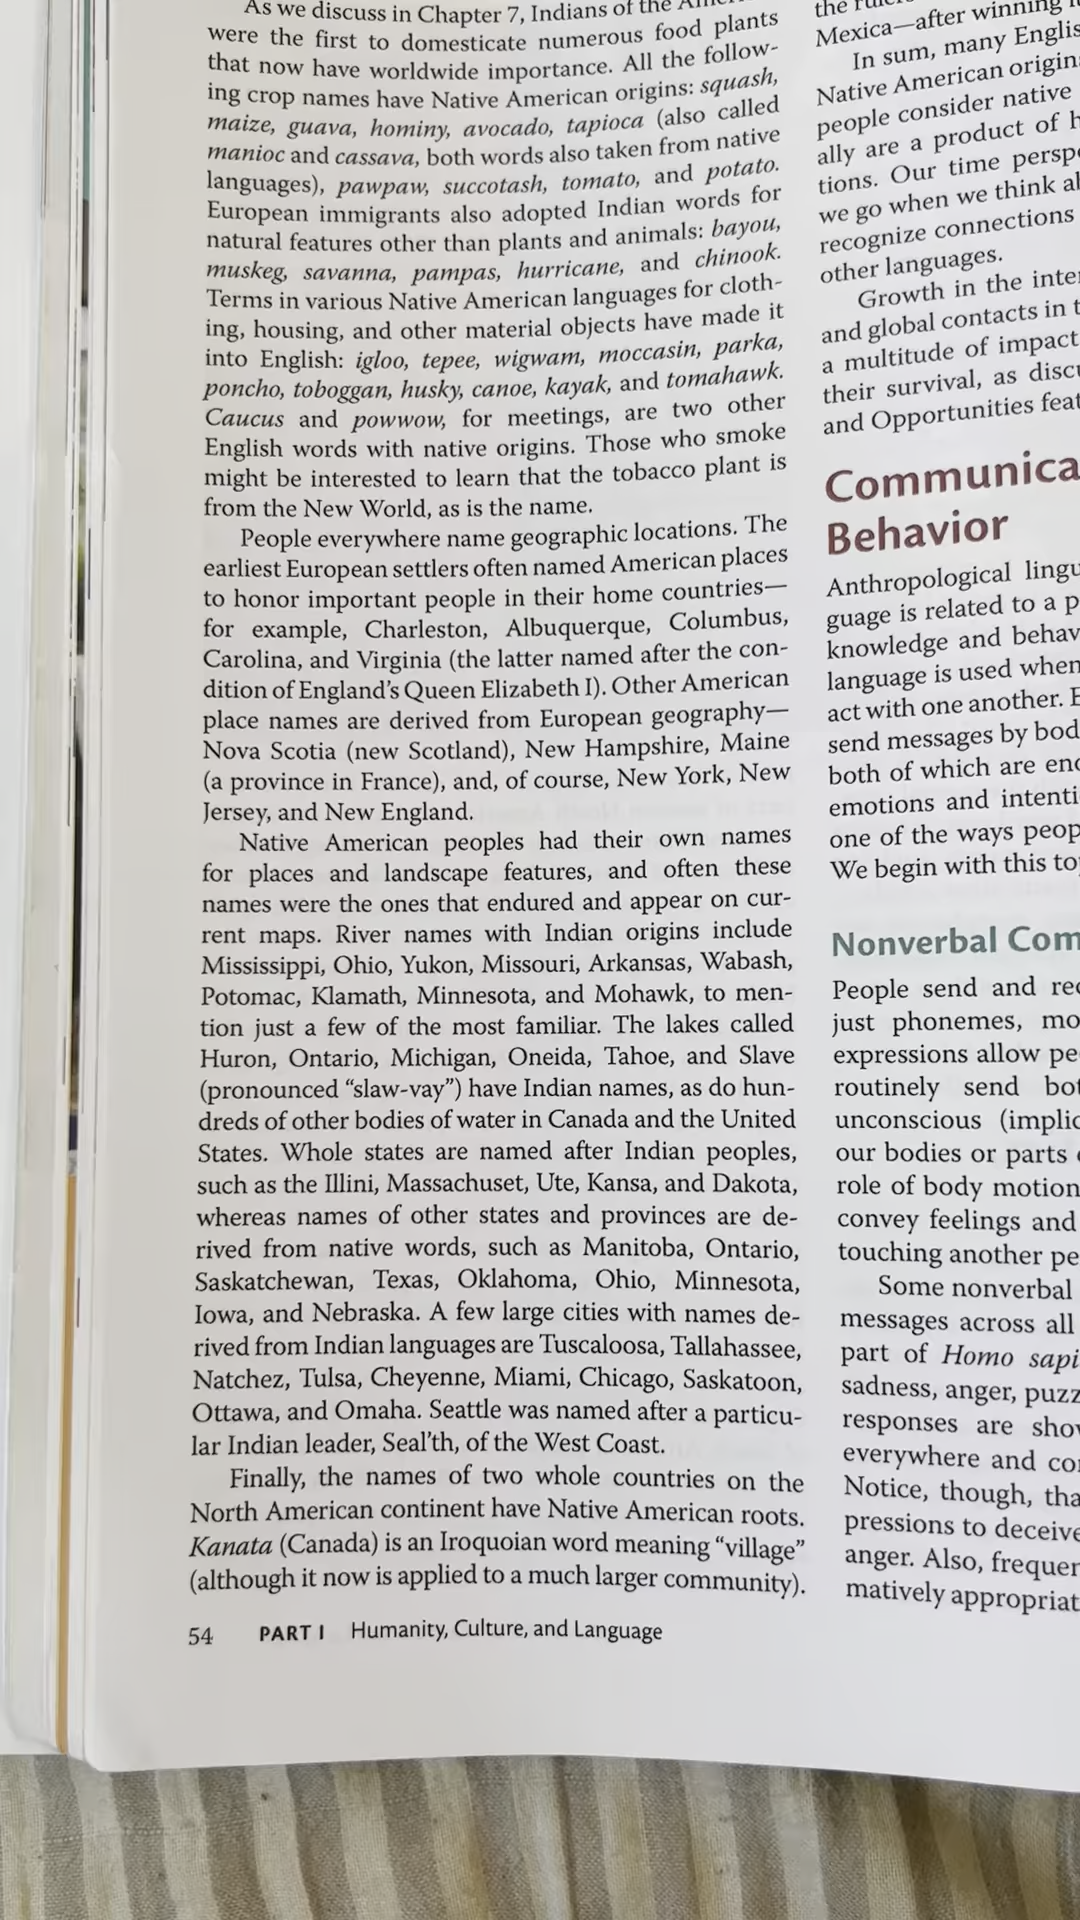 As we discuss in Chapter 7, Indians of the
were the first to domesticate numerous food plants
that now have worldwide importance. All the follow-
ing crop names have Native American origins: squash,
maize, guava, hominy, avocado, tapioca (also called
manioc and cassava, both words also taken from native
languages), pawpaw, succotash, tomato, and potato.
European immigrants also adopted Indian words for
natural features other than plants and animals: bayou,
muskeg, savanna, pampas, hurricane, and chinook.
Terms in various Native American languages for cloth-
ing, housing, and other material objects have made it
into English: igloo, tepee, wigwam, moccasin, parka,
poncho, toboggan, husky, canoe, kayak, and tomahawk.
Caucus and powwow, for meetings, are two other
English words with native origins. Those who smoke
might be interested to learn that the tobacco plant is
from the New World, as is the name.
People everywhere name geographic locations. The
earliest European settlers often named American places
to honor important people in their home countries—
for example, Charleston, Albuquerque, Columbus,
Carolina, and Virginia (the latter named after the con-
dition of England's Queen Elizabeth I). Other American
place names are derived from European geography—
Nova Scotia (new Scotland), New Hampshire, Maine
(a province in France), and, of course, New York, New
Jersey, and New England.
Native American peoples had their own names
for places and landscape features, and often these
names were the ones that endured and appear on cur-
rent maps. River names with Indian origins include
Mississippi, Ohio, Yukon, Missouri, Arkansas, Wabash,
Potomac, Klamath, Minnesota, and Mohawk, to men-
tion just a few of the most familiar. The lakes called
Huron, Ontario, Michigan, Oneida, Tahoe, and Slave
(pronounced “slaw-vay”) have Indian names, as do hun-
dreds of other bodies of water in Canada and the United
States. Whole states are named after Indian peoples,
such as the Illini, Massachuset, Ute, Kansa, and Dakota,
whereas names of other states and provinces are de-
rived from native words, such as Manitoba, Ontario,
Saskatchewan, Texas, Oklahoma, Ohio, Minnesota,
Iowa, and Nebraska. A few large cities with names de-
rived from Indian languages are Tuscaloosa, Tallahassee,
Natchez, Tulsa, Cheyenne, Miami, Chicago, Saskatoon,
Ottawa, and Omaha. Seattle was named after a particu-
lar Indian leader, Seal'th, of the West Coast.
Finally, the names of two whole countries on the
North American continent have Native American roots.
Kanata (Canada) is an Iroquoian word meaning “village”
(although it now is applied to a much larger community).
54 PART I Humanity, Culture, and Language
the
Mexica—after winning
In sum, many
Native American
people consider native
ally are a product of
tions. Our time
we go when we think
recognize connections
other languages.
Growth in the
and global contacts in
a multitude of
their survival, as
and Opportunities
Behavior
Anthropological
guage is related to a
knowledge and
language is used when
act with one another.
send messages by
both of which are
emotions and
one of the ways
We begin with this
Nonverbal
People send and
just phonemes,
expressions allow
routinely send
unconscious
our bodies or parts
role of body motion
convey feelings and
touching another
Some nonverbal
messages across all
part of Homo
sadness, anger,
responses are
everywhere and
Notice, though,
pressions to deceive
anger. Also,
matively